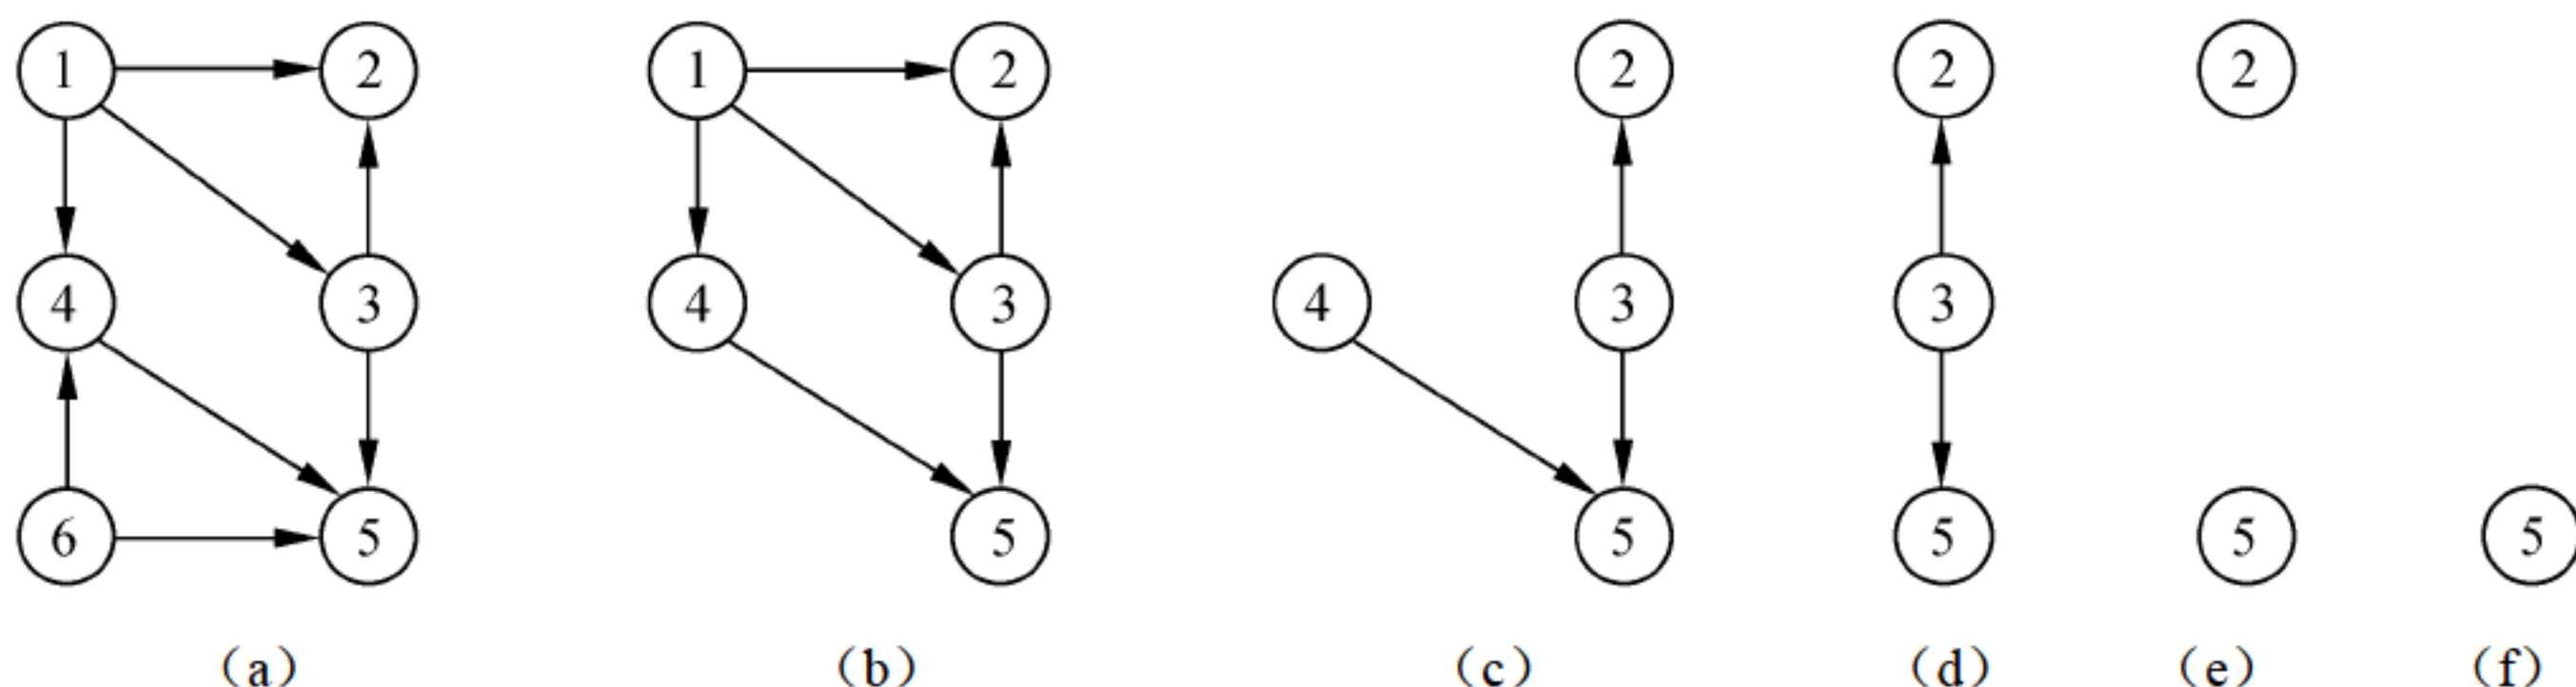 1 2 1 2 2 2 2
4 3 4 3 4 3 3
6 5 5 5 5 5 5
（a） （b） （c） （d） （e） （f）